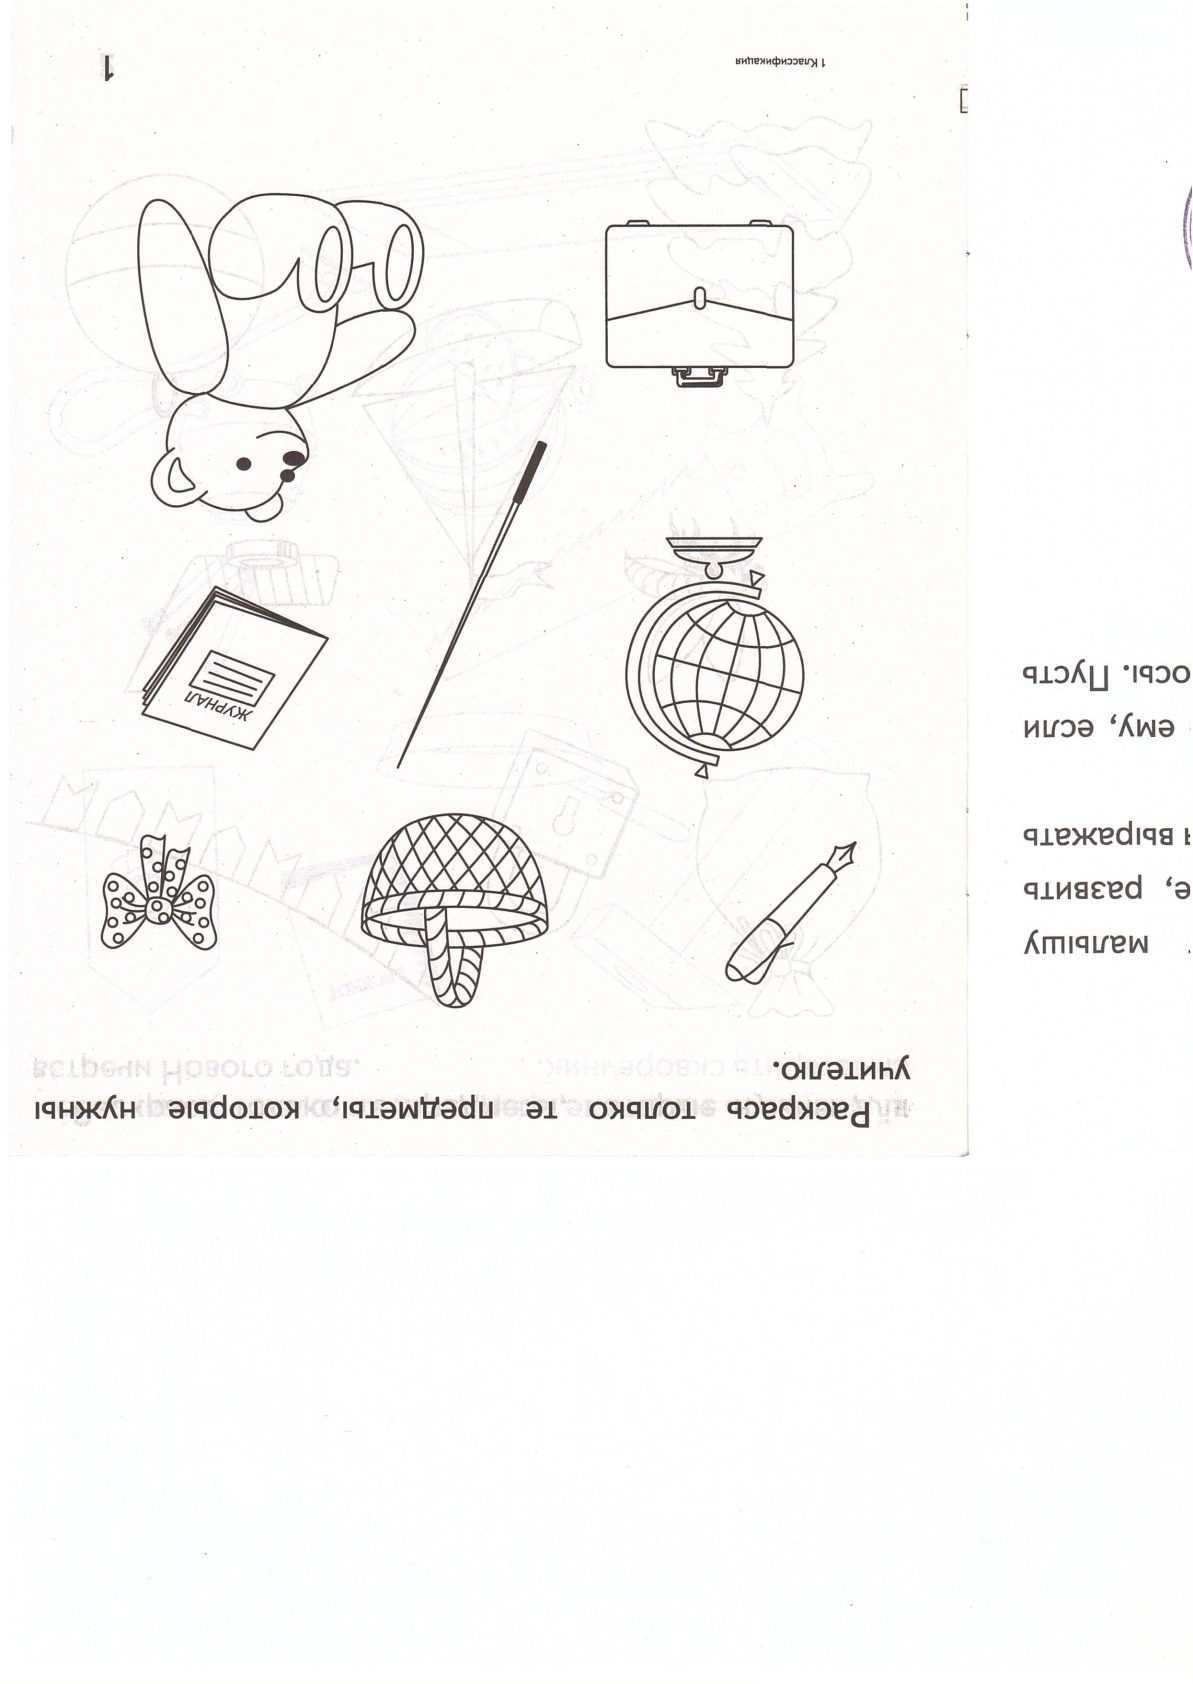 Раскрась только те предметы, которые нужны
учителю.
ЖУРНАЛ
1 Классификация
1
малышу
е, развить
выражать
ему, если
осы. Пусть